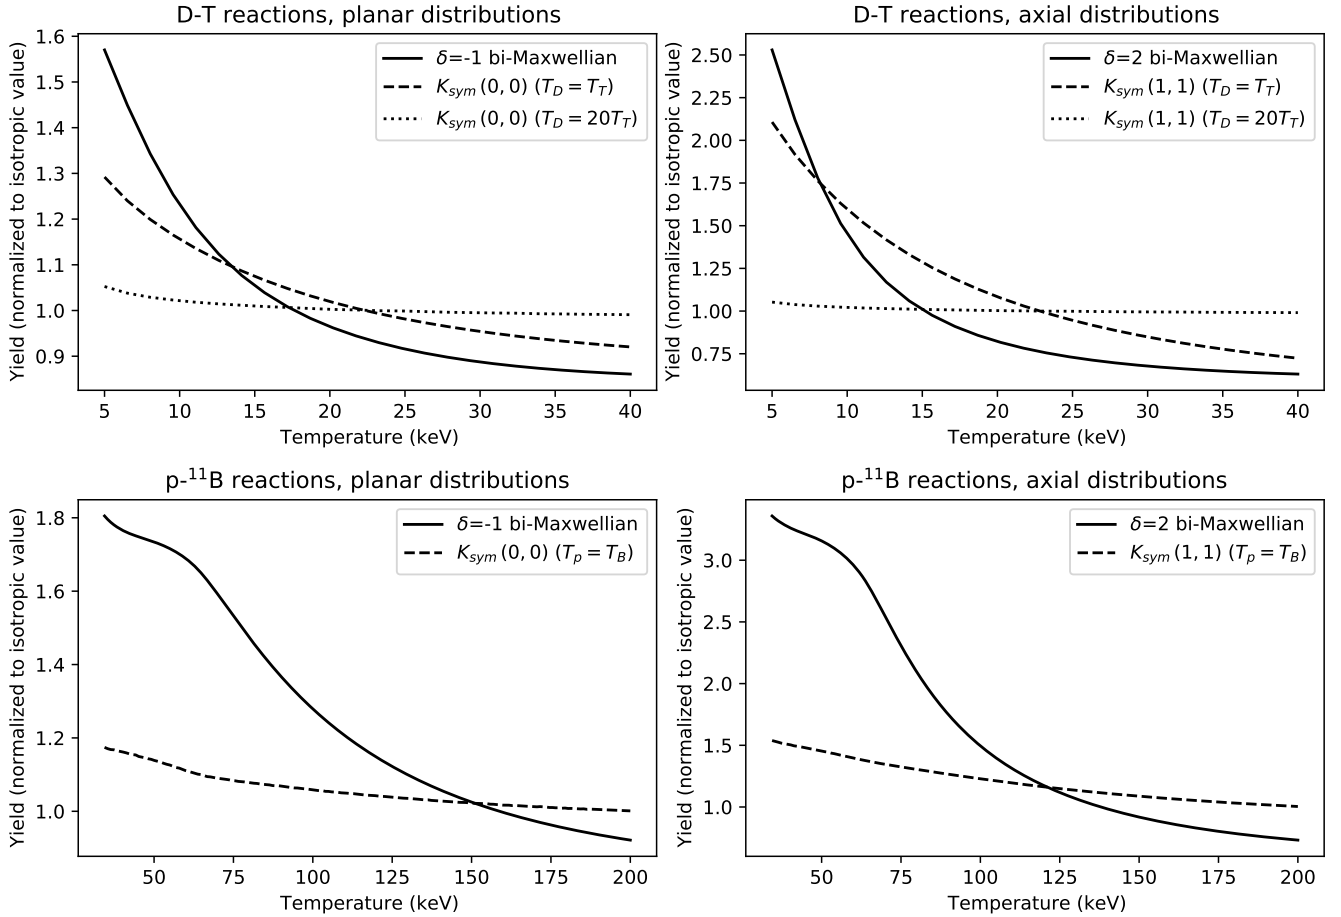 D-T reactions, planar distributions
Yield (normalized to isotropic value)
1.6
1.5
1.4
1.3
1.2
1.1
1.0
0.9
δ=-1 bi-Maxwellian
K_sym (0, 0) (T_D = T_T)
K_sym (0, 0) (T_D = 20T_T)
5 10 15 20 25 30 35 40
Temperature (keV)
D-T reactions, axial distributions
Yield (normalized to isotropic value)
2.50
2.25
2.00
1.75
1.50
1.25
1.00
0.75
δ=2 bi-Maxwellian
K_sym (1, 1) (T_D = T_T)
K_sym (1, 1) (T_D = 20T_T)
5 10 15 20 25 30 35 40
Temperature (keV)
p-¹¹B reactions, planar distributions
Yield (normalized to isotropic value)
1.8
1.6
1.4
1.2
1.0
δ=-1 bi-Maxwellian
K_sym (0, 0) (T_p = T_B)
50 75 100 125 150 175 200
Temperature (keV)
p-¹¹B reactions, axial distributions
Yield (normalized to isotropic value)
3.0
2.5
2.0
1.5
1.0
δ=2 bi-Maxwellian
K_sym (1, 1) (T_p = T_B)
50 75 100 125 150 175 200
Temperature (keV)